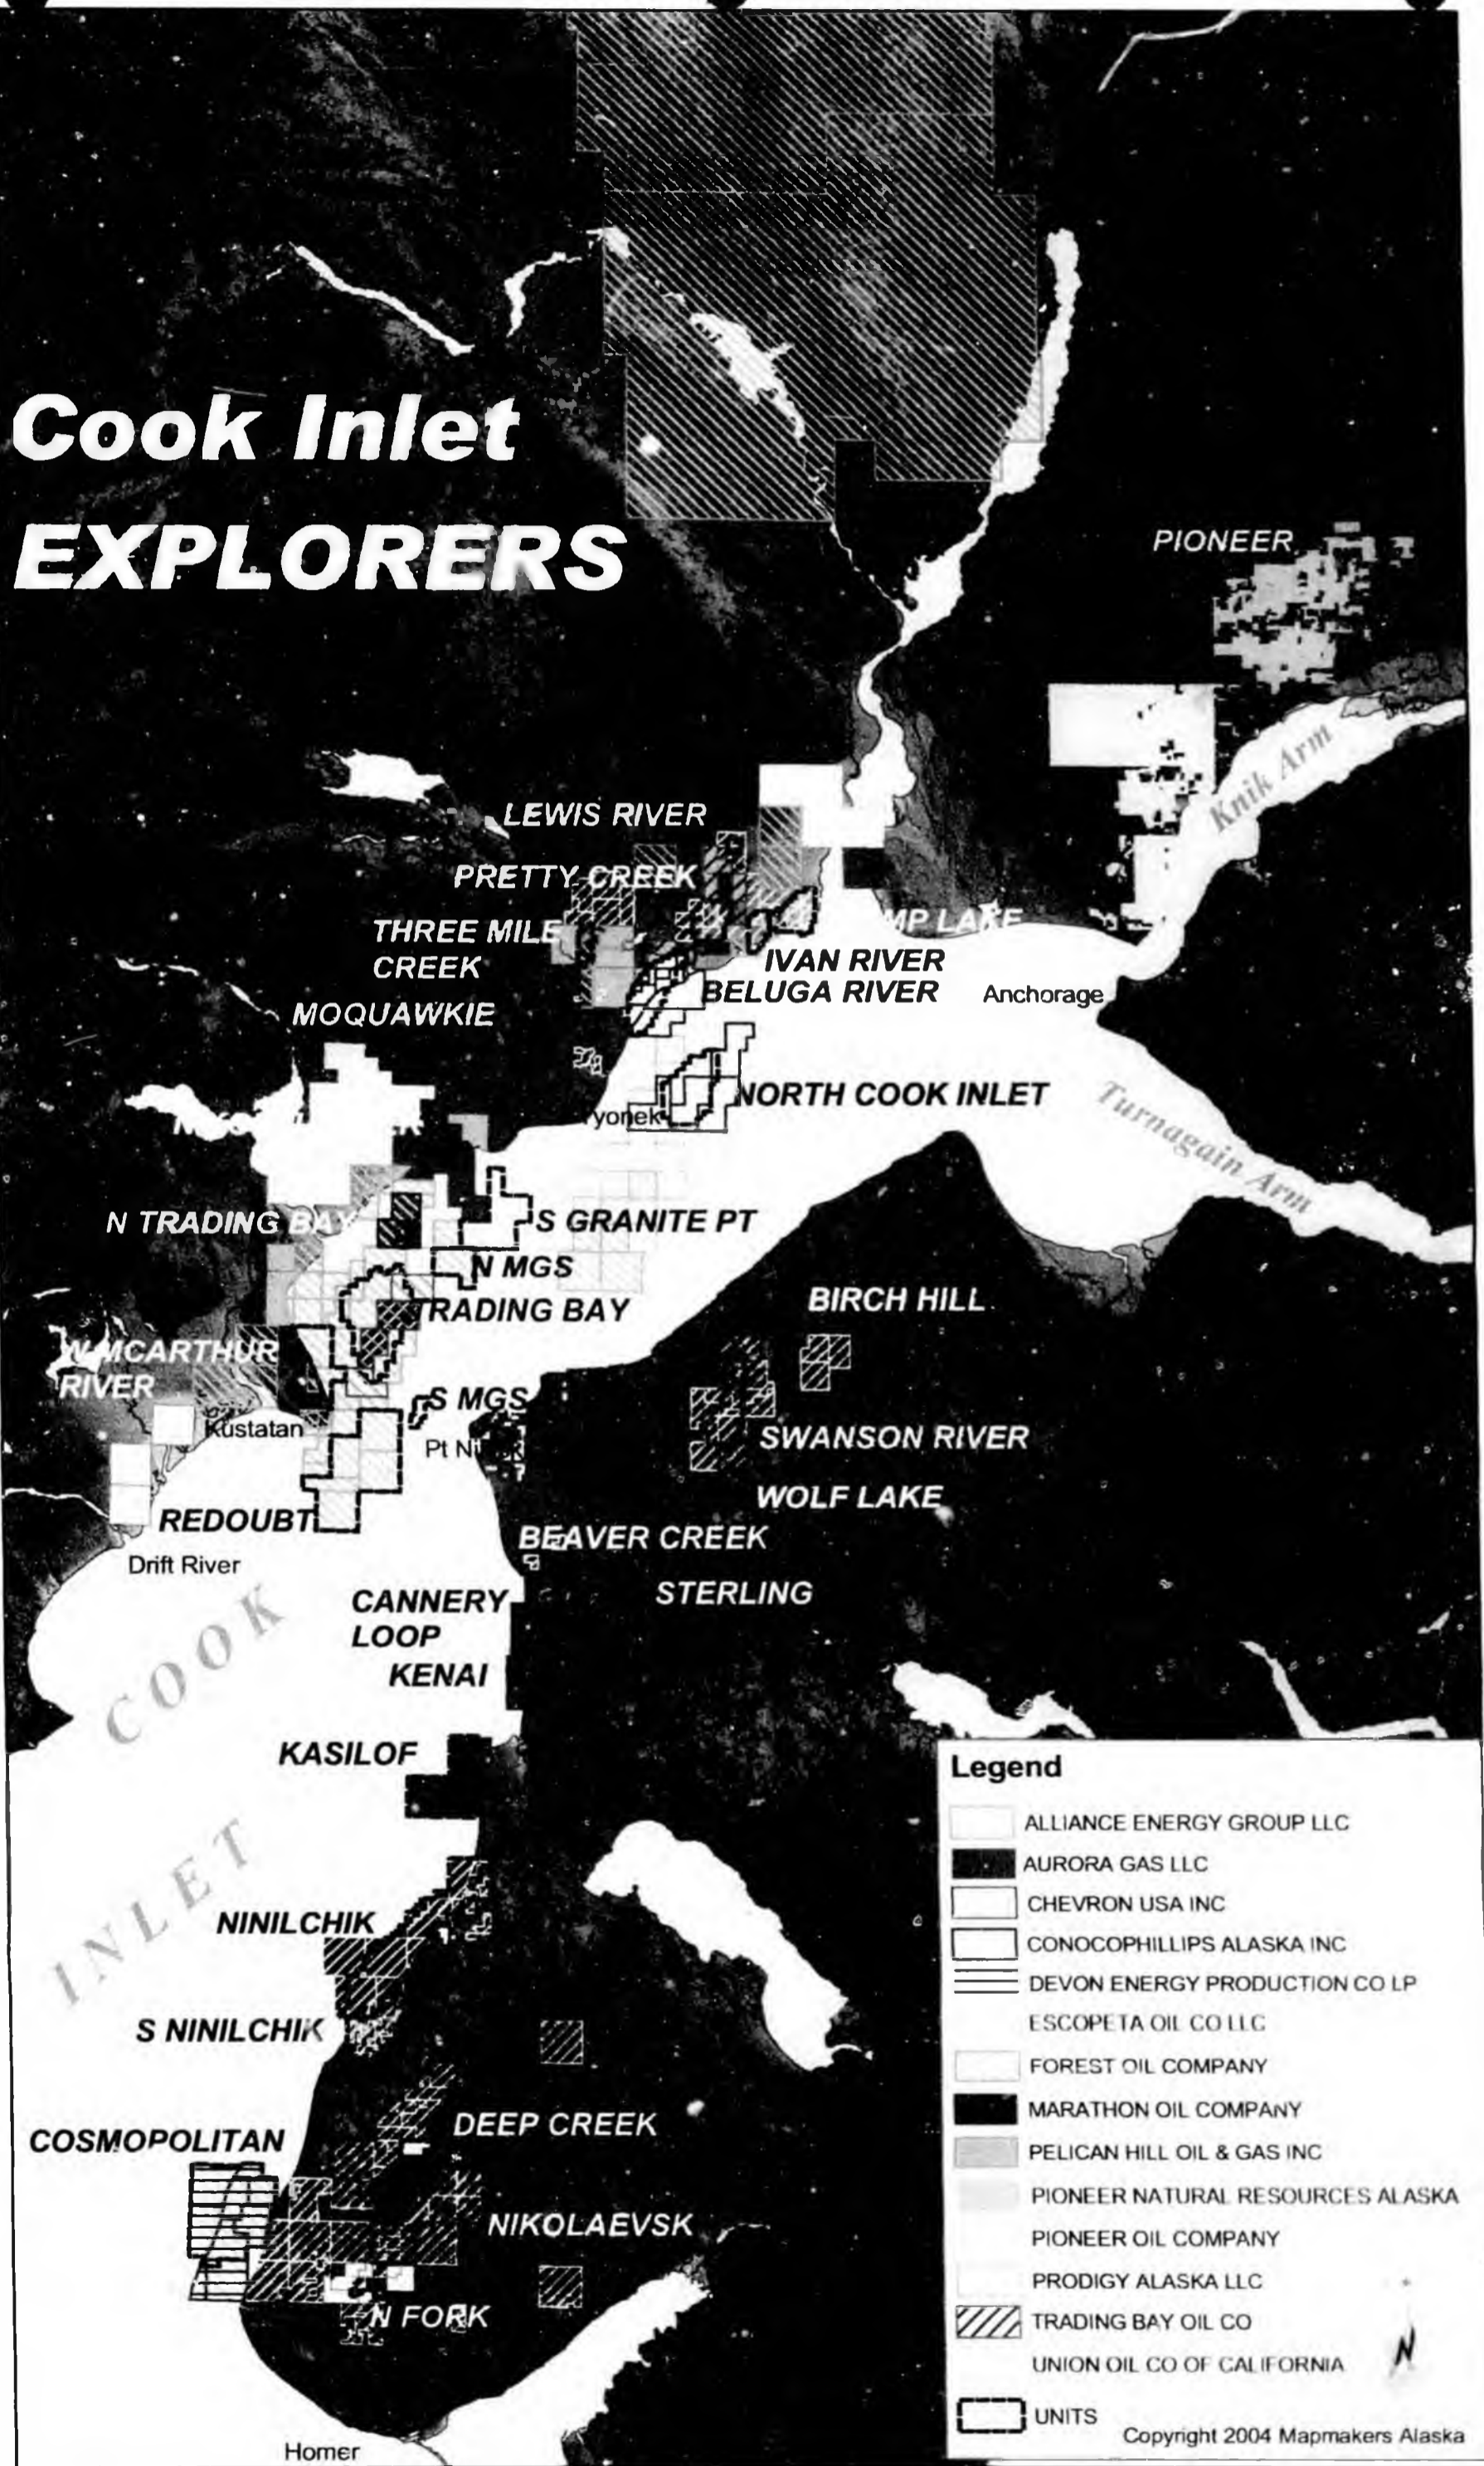 Cook Inlet
EXPLORERS
PIONEER
Knik Arm
LEWIS RIVER
PRETTY CREEK
THREE MILE
CREEK
MP LAKE
IVAN RIVER
BELUGA RIVER
Anchorage
MOQUAWKIE
NORTH COOK INLET
yonek
Turnagain Arm
N TRADING BAY
S GRANITE PT
N MGS
BIRCH HILL
TRADING BAY
W MCARTHUR
RIVER
S MGS
Kustatan
Pt Ni
SWANSON RIVER
WOLF LAKE
REDOUBT
BEAVER CREEK
Drift River
STERLING
CANNERY
LOOP
KENAI
COOK
INLET
KASILOF
NINILCHIK
S NINILCHIK
DEEP CREEK
COSMOPOLITAN
NIKOLAEVSK
N FORK
Homer
Legend
ALLIANCE ENERGY GROUP LLC
AURORA GAS LLC
CHEVRON USA INC
CONOCOPHILLIPS ALASKA INC
DEVON ENERGY PRODUCTION CO LP
ESCOPETA OIL CO LLC
FOREST OIL COMPANY
MARATHON OIL COMPANY
PELICAN HILL OIL & GAS INC
PIONEER NATURAL RESOURCES ALASKA
PIONEER OIL COMPANY
PRODIGY ALASKA LLC
TRADING BAY OIL CO
UNION OIL CO OF CALIFORNIA
N
UNITS
Copyright 2004 Mapmakers Alaska